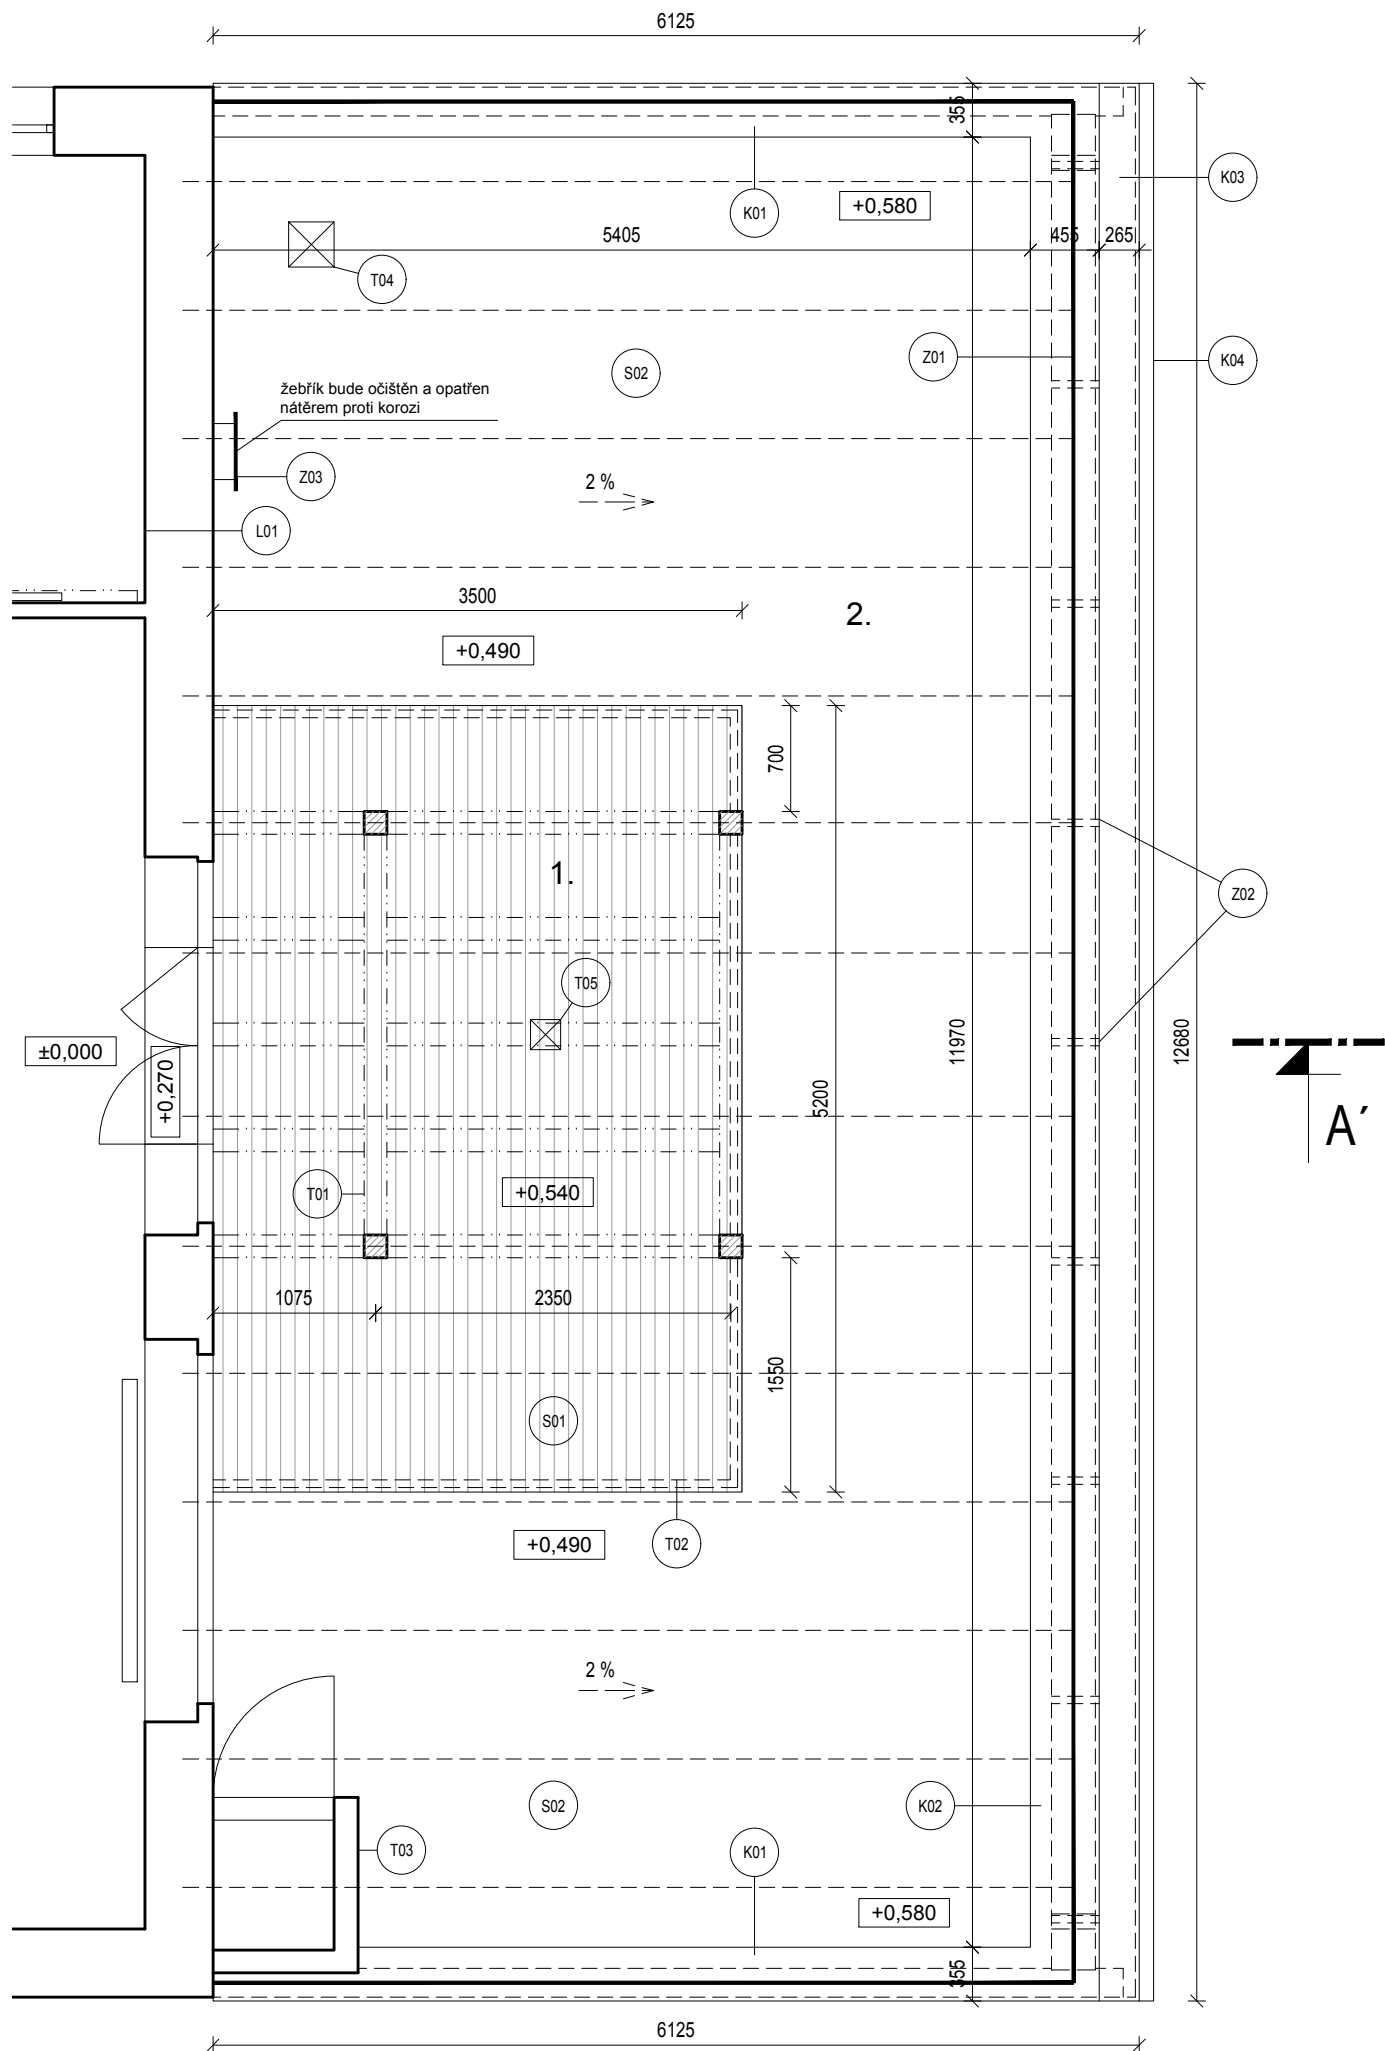 6125
355
K03
K01
+0,580
5405
455
265
T04
Z01
K04
S02
žebřík bude očištěn a opatřen
nátěrem proti korozi
Z03
2 %
L01
3500
2.
+0,490
700
1.
Z02
T05
±0,000
+0,270
11970
12680
5200
A´
T01
+0,540
1075
2350
1550
S01
+0,490
T02
2 %
S02
K02
T03
K01
+0,580
355
6125